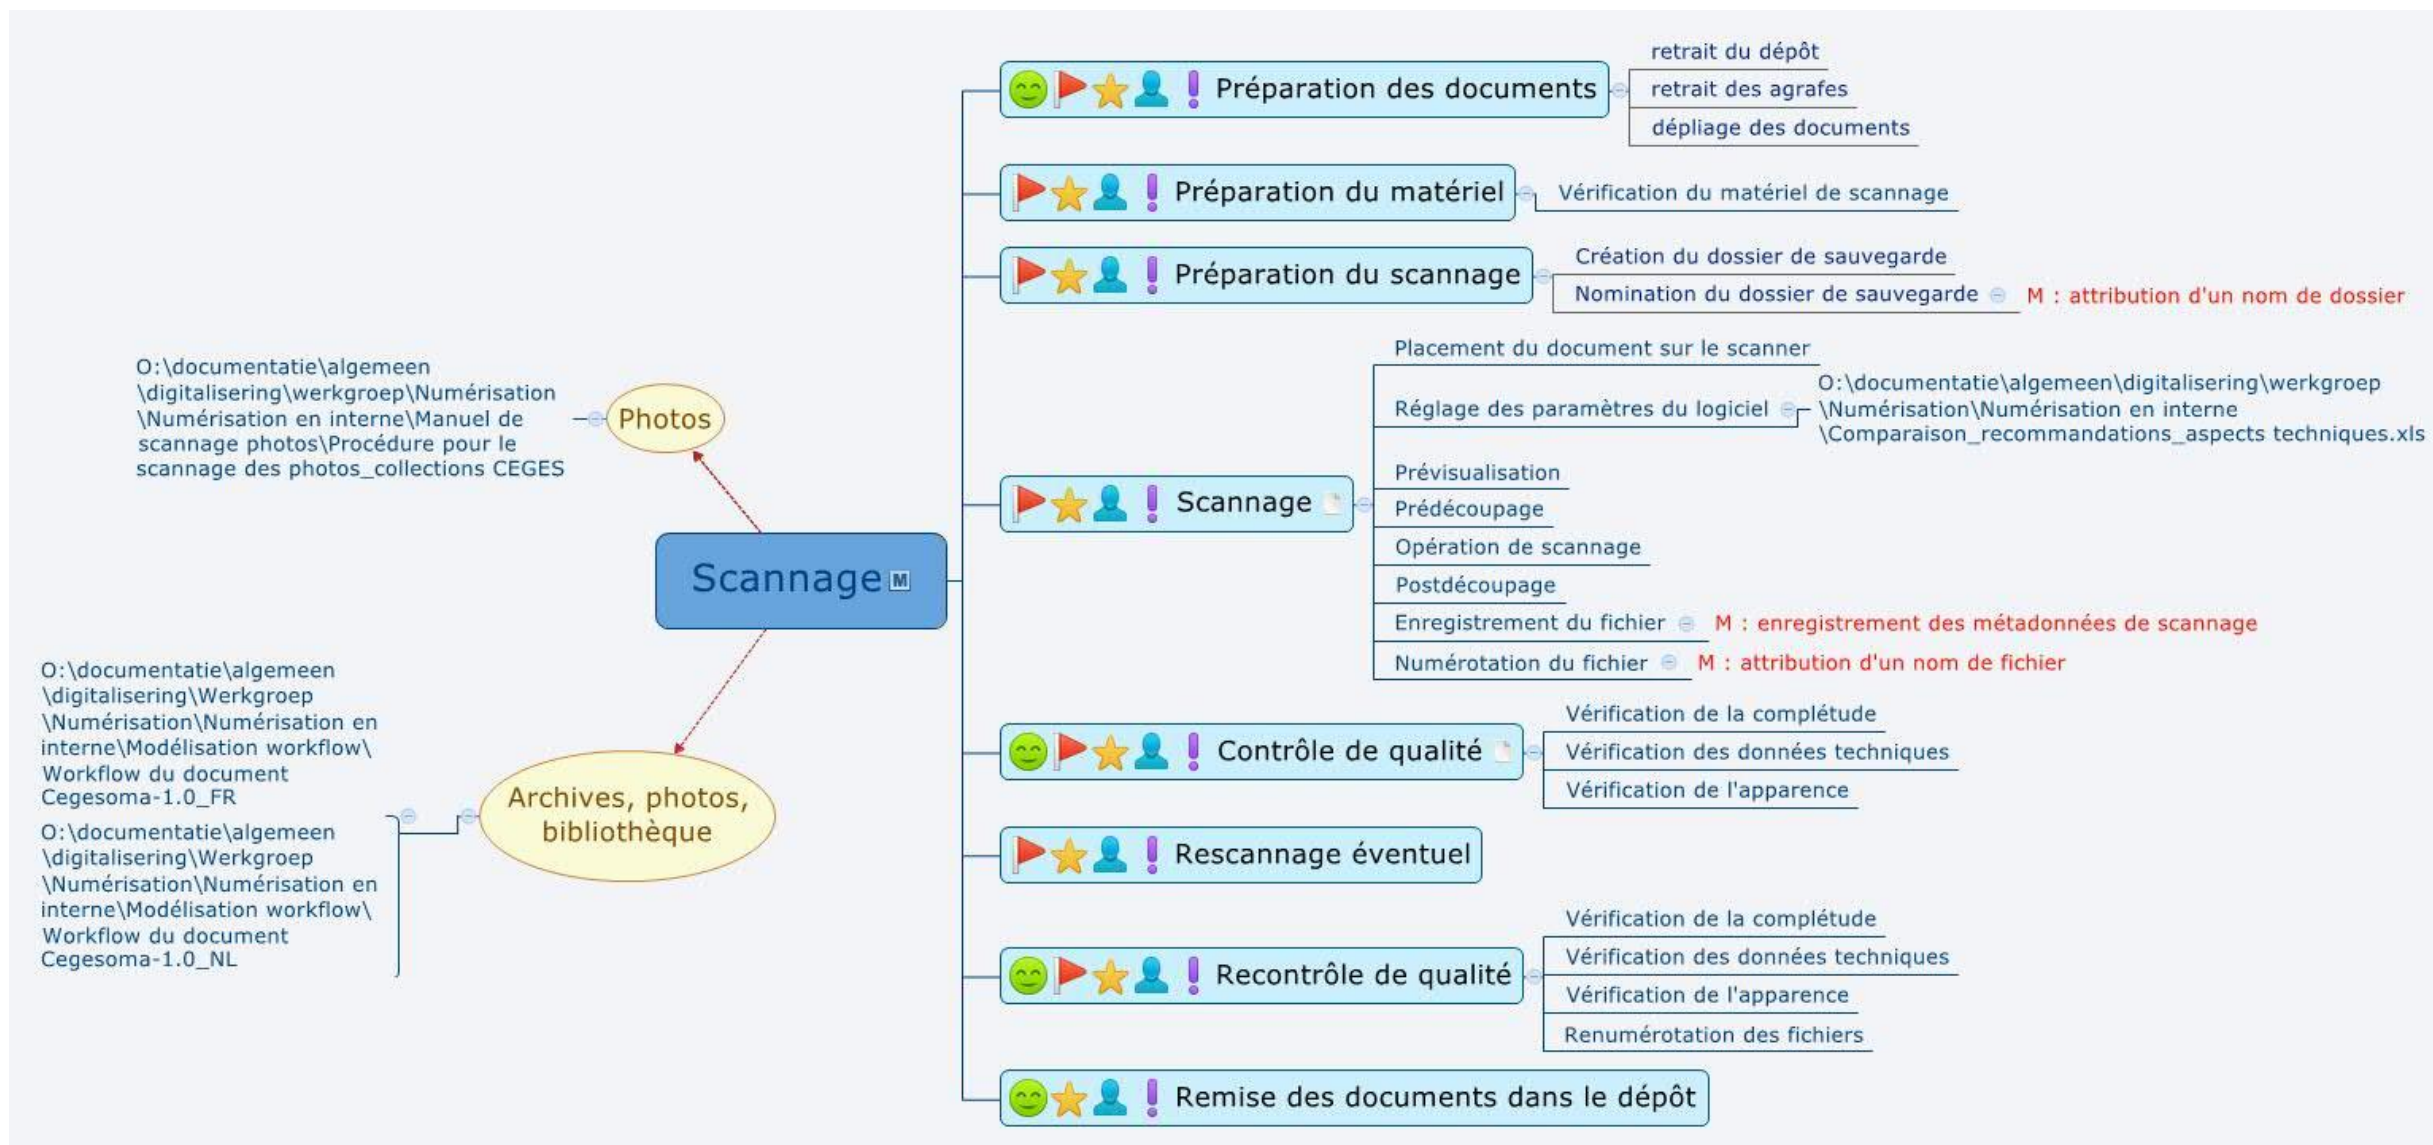 Scannage M
Préparation des documents
retrait du dépôt
retrait des agrafes
dépliage des documents
Préparation du matériel
Vérification du matériel de scannage
Préparation du scannage
Création du dossier de sauvegarde
Nomination du dossier de sauvegarde
M : attribution d'un nom de dossier
Scannage
Placement du document sur le scanner
Réglage des paramètres du logiciel
O:\documentatie\algemeen\digitalisering\werkgroep
\Numérisation\Numérisation en interne
\Comparaison_recommandations_aspects techniques.xls
Prévisualisation
Prédécoupage
Opération de scannage
Postdécoupage
Enregistrement du fichier
M : enregistrement des métadonnées de scannage
Numérotation du fichier
M : attribution d'un nom de fichier
Contrôle de qualité
Vérification de la complétude
Vérification des données techniques
Vérification de l'apparence
Rescannage éventuel
Recontrôle de qualité
Vérification de la complétude
Vérification des données techniques
Vérification de l'apparence
Renumérotation des fichiers
Remise des documents dans le dépôt
Photos
O:\documentatie\algemeen
\digitalisering\werkgroep\Numérisation
\Numérisation en interne\Manuel de
scannage photos\Procédure pour le
scannage des photos_collections CEGES
Archives, photos,
bibliothèque
O:\documentatie\algemeen
\digitalisering\Werkgroep
\Numérisation\Numérisation en
interne\Modélisation workflow\
Workflow du document
Cegesoma-1.0_FR
O:\documentatie\algemeen
\digitalisering\Werkgroep
\Numérisation\Numérisation en
interne\Modélisation workflow\
Workflow du document
Cegesoma-1.0_NL